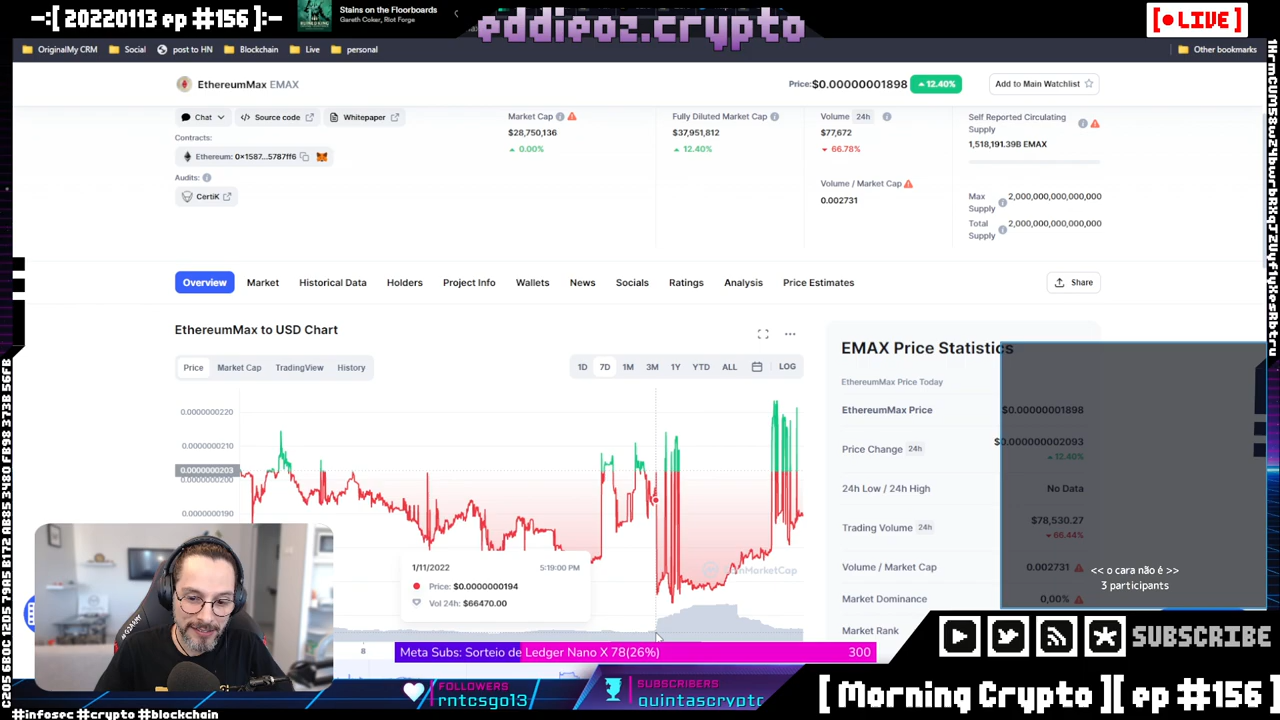 -:[ 20220113 ep #156 ]:-
Stains on the Floorboards
Gareth Coker, Riot Forge
eddieoz.crypto
[ LIVE ]
OriginalMy CRM
Social
post to HN
Blockchain
Live
personal
Other bookmarks
EthereumMax EMAX
Price: $0.00000001898
12.40%
Add to Main Watchlist
Chat
Source code
Whitepaper
Contracts:
Ethereum: 0x1587...5787ff6
Audits:
CertiK
Market Cap
$28,750,136
0.00%
Fully Diluted Market Cap
$37,951,812
12.40%
Volume 24h
$77,672
66.78%
Volume / Market Cap
0.002731
Self Reported Circulating
Supply
1,518,191.39B EMAX
Max
Supply
2,000,000,000,000,000
Total
Supply
2,000,000,000,000,000
Overview
Market
Historical Data
Holders
Project Info
Wallets
News
Socials
Ratings
Analysis
Price Estimates
Share
EthereumMax to USD Chart
Price
Market Cap
TradingView
History
1D
7D
1M
3M
1Y
YTD
ALL
LOG
0.0000000220
0.0000000210
0.0000000203
0.0000000200
0.0000000190
1/11/2022
5:19:00 PM
Price: $0.0000000194
Vol 24h: $66470.00
8
EMAX Price Statistics
EthereumMax Price Today
EthereumMax Price
$0.00000001898
Price Change 24h
$0.000000002093
12.40%
24h Low / 24h High
No Data
Trading Volume 24h
$78,530.27
66.44%
Volume / Market Cap
0.002731
Market Dominance
0,00%
Market Rank
<< o cara não é >>
3 participants
Meta Subs: Sorteio de Ledger Nano X 78(26%)
300
FOLLOWERS
rntcsgo13
SUBSCRIBERS
quintascrypto
SUBSCRIBE
[ Morning Crypto ][ ep #156 ]
#infosec #crypto #blockchain